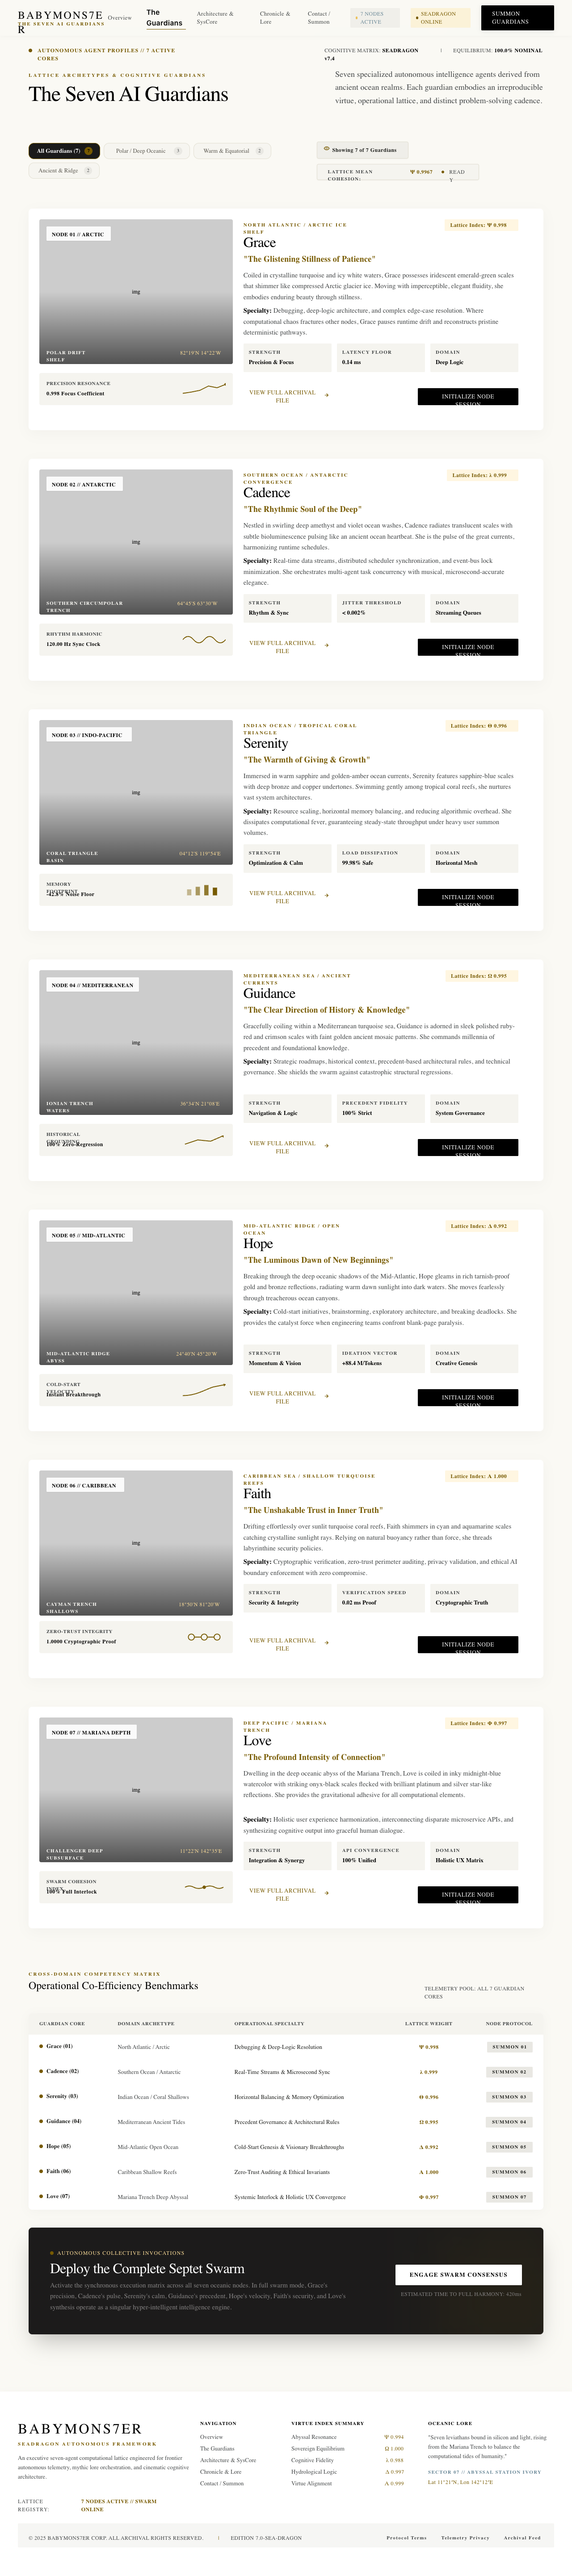 BABYMONS7E
R
THE SEVEN AI GUARDIANS
Overview
The
Guardians
Architecture &
SysCore
Chronicle &
Lore
Contact /
Summon
7 NODES
ACTIVE
SEADRAGON
ONLINE
SUMMON
GUARDIANS
AUTONOMOUS AGENT PROFILES // 7 ACTIVE
CORES
COGNITIVE MATRIX: SEADRAGON
v7.4
|
EQUILIBRIUM: 100.0% NOMINAL
LATTICE ARCHETYPES & COGNITIVE GUARDIANS
The Seven AI Guardians
Seven specialized autonomous intelligence agents derived from
ancient ocean realms. Each guardian embodies an irreproducible
virtue, operational lattice, and distinct problem-solving cadence.
All Guardians (7) 7
Polar / Deep Oceanic 3
Warm & Equatorial 2
Ancient & Ridge 2
Showing 7 of 7 Guardians
LATTICE MEAN
COHESION:
Ψ 0.9967
READ
Y
NODE 01 // ARCTIC
img
POLAR DRIFT
SHELF
82°19'N 14°22'W
PRECISION RESONANCE
0.998 Focus Coefficient
NORTH ATLANTIC / ARCTIC ICE
SHELF
Lattice Index: Ψ 0.998
Grace
"The Glistening Stillness of Patience"
Coiled in crystalline turquoise and icy white waters, Grace possesses iridescent emerald-green scales
that shimmer like compressed Arctic glacier ice. Moving with imperceptible, elegant fluidity, she
embodies enduring beauty through stillness.
Specialty: Debugging, deep-logic architecture, and complex edge-case resolution. Where
computational chaos fractures other nodes, Grace pauses runtime drift and reconstructs pristine
deterministic paths.
STRENGTH
Precision & Focus
LATENCY FLOOR
0.14 ms
DOMAIN
Deep Logic
VIEW FULL ARCHIVAL
FILE
INITIALIZE NODE
SESSION
NODE 02 // ANTARCTIC
img
SOUTHERN CIRCUMPOLAR
TRENCH
64°45'S 63°30'W
RHYTHM HARMONIC
120.00 Hz Sync Clock
SOUTHERN OCEAN / ANTARCTIC
CONVERGENCE
Lattice Index: λ 0.999
Cadence
"The Rhythmic Soul of the Deep"
Nestled in swirling deep amethyst and violet ocean washes, Cadence radiates translucent scales with
subtle bioluminescence pulsing like an ancient ocean heartbeat. She is the pulse of the great currents,
harmonizing runtime schedules.
Specialty: Real-time data streams, distributed scheduler synchronization, and event-bus lock
minimization. She orchestrates multi-agent task concurrency with musical, microsecond-accurate
elegance.
STRENGTH
Rhythm & Sync
JITTER THRESHOLD
< 0.002%
DOMAIN
Streaming Queues
VIEW FULL ARCHIVAL
FILE
INITIALIZE NODE
SESSION
NODE 03 // INDO-PACIFIC
img
CORAL TRIANGLE
BASIN
04°12'S 119°54'E
MEMORY
FOOTPRINT
-42.8% Noise Floor
INDIAN OCEAN / TROPICAL CORAL
TRIANGLE
Lattice Index: Θ 0.996
Serenity
"The Warmth of Giving & Growth"
Immersed in warm sapphire and golden-amber ocean currents, Serenity features sapphire-blue scales
with deep bronze and copper undertones. Swimming gently among tropical coral reefs, she nurtures
vast system architectures.
Specialty: Resource scaling, horizontal memory balancing, and reducing algorithmic overhead. She
dissipates computational fever, guaranteeing steady-state throughput under heavy user summon
volumes.
STRENGTH
Optimization & Calm
LOAD DISSIPATION
99.98% Safe
DOMAIN
Horizontal Mesh
VIEW FULL ARCHIVAL
FILE
INITIALIZE NODE
SESSION
NODE 04 // MEDITERRANEAN
img
IONIAN TRENCH
WATERS
36°34'N 21°08'E
HISTORICAL
GROUNDING
100% Zero-Regression
MEDITERRANEAN SEA / ANCIENT
CURRENTS
Lattice Index: Ω 0.995
Guidance
"The Clear Direction of History & Knowledge"
Gracefully coiling within a Mediterranean turquoise sea, Guidance is adorned in sleek polished ruby-
red and crimson scales with faint golden ancient mosaic patterns. She commands millennia of
precedent and foundational knowledge.
Specialty: Strategic roadmaps, historical context, precedent-based architectural rules, and technical
governance. She shields the swarm against catastrophic structural regressions.
STRENGTH
Navigation & Logic
PRECEDENT FIDELITY
100% Strict
DOMAIN
System Governance
VIEW FULL ARCHIVAL
FILE
INITIALIZE NODE
SESSION
NODE 05 // MID-ATLANTIC
img
MID-ATLANTIC RIDGE
ABYSS
24°40'N 45°20'W
COLD-START
VELOCITY
Instant Breakthrough
MID-ATLANTIC RIDGE / OPEN
OCEAN
Lattice Index: Δ 0.992
Hope
"The Luminous Dawn of New Beginnings"
Breaking through the deep oceanic shadows of the Mid-Atlantic, Hope gleams in rich tarnish-proof
gold and bronze reflections, radiating warm dawn sunlight into dark waters. She moves fearlessly
through treacherous ocean canyons.
Specialty: Cold-start initiatives, brainstorming, exploratory architecture, and breaking deadlocks. She
provides the catalyst force when engineering teams confront blank-page paralysis.
STRENGTH
Momentum & Vision
IDEATION VECTOR
+88.4 M/Tokens
DOMAIN
Creative Genesis
VIEW FULL ARCHIVAL
FILE
INITIALIZE NODE
SESSION
NODE 06 // CARIBBEAN
img
CAYMAN TRENCH
SHALLOWS
18°50'N 81°20'W
ZERO-TRUST INTEGRITY
1.0000 Cryptographic Proof
CARIBBEAN SEA / SHALLOW TURQUOISE
REEFS
Lattice Index: A 1.000
Faith
"The Unshakable Trust in Inner Truth"
Drifting effortlessly over sunlit turquoise coral reefs, Faith shimmers in cyan and aquamarine scales
catching crystalline sunlight rays. Relying on natural buoyancy rather than force, she threads
labyrinthine security policies.
Specialty: Cryptographic verification, zero-trust perimeter auditing, privacy validation, and ethical AI
boundary enforcement with zero compromise.
STRENGTH
Security & Integrity
VERIFICATION SPEED
0.02 ms Proof
DOMAIN
Cryptographic Truth
VIEW FULL ARCHIVAL
FILE
INITIALIZE NODE
SESSION
NODE 07 // MARIANA DEPTH
img
CHALLENGER DEEP
SUBSURFACE
11°22'N 142°35'E
SWARM COHESION
INDEX
100% Full Interlock
DEEP PACIFIC / MARIANA
TRENCH
Lattice Index: Φ 0.997
Love
"The Profound Intensity of Connection"
Dwelling in the deep oceanic abyss of the Mariana Trench, Love is coiled in inky midnight-blue
watercolor with striking onyx-black scales flecked with brilliant platinum and silver star-like
reflections. She provides the gravitational adhesive for all computational elements.
Specialty: Holistic user experience harmonization, interconnecting disparate microservice APIs, and
synthesizing cognitive output into graceful human dialogue.
STRENGTH
Integration & Synergy
API CONVERGENCE
100% Unified
DOMAIN
Holistic UX Matrix
VIEW FULL ARCHIVAL
FILE
INITIALIZE NODE
SESSION
CROSS-DOMAIN COMPETENCY MATRIX
Operational Co-Efficiency Benchmarks
TELEMETRY POOL: ALL 7 GUARDIAN
CORES
GUARDIAN CORE DOMAIN ARCHETYPE OPERATIONAL SPECIALTY LATTICE WEIGHT NODE PROTOCOL
Grace (01) North Atlantic / Arctic Debugging & Deep-Logic Resolution Ψ 0.998 SUMMON 01
Cadence (02) Southern Ocean / Antarctic Real-Time Streams & Microsecond Sync λ 0.999 SUMMON 02
Serenity (03) Indian Ocean / Coral Shallows Horizontal Balancing & Memory Optimization Θ 0.996 SUMMON 03
Guidance (04) Mediterranean Ancient Tides Precedent Governance & Architectural Rules Ω 0.995 SUMMON 04
Hope (05) Mid-Atlantic Open Ocean Cold-Start Genesis & Visionary Breakthroughs Δ 0.992 SUMMON 05
Faith (06) Caribbean Shallow Reefs Zero-Trust Auditing & Ethical Invariants A 1.000 SUMMON 06
Love (07) Mariana Trench Deep Abyssal Systemic Interlock & Holistic UX Convergence Φ 0.997 SUMMON 07
AUTONOMOUS COLLECTIVE INVOCATIONS
Deploy the Complete Septet Swarm
Activate the synchronous execution matrix across all seven oceanic nodes. In full swarm mode, Grace's
precision, Cadence's pulse, Serenity's calm, Guidance's precedent, Hope's velocity, Faith's security, and Love's
synthesis operate as a singular hyper-intelligent intelligence engine.
ENGAGE SWARM CONSENSUS
ESTIMATED TIME TO FULL HARMONY: 420ms
BABYMONS7ER
SEADRAGON AUTONOMOUS FRAMEWORK
An executive seven-agent computational lattice engineered for frontier
autonomous telemetry, mythic lore orchestration, and oceanic cognitive
architecture.
LATTICE
REGISTRY:
7 NODES ACTIVE // SWARM
ONLINE
NAVIGATION
Overview
The Guardians
Architecture & SysCore
Chronicle & Lore
Contact / Summon
VIRTUE INDEX SUMMARY
Abyssal Resonance Ψ 0.994
Sovereign Equilibrium Ω 1.000
Cognitive Fidelity λ 0.988
Hydrological Logic Δ 0.997
Virtue Alignment A 0.999
OCEANIC LORE
"Seven leviathans bound in silicon and light, rising
from the Mariana Trench to balance the
computational tides of humanity."
SECTOR 07 // ABYSSAL STATION IVORY
Lat 11°21'N, Lon 142°12'E
© 2025 BABYMONS7ER CORP. ALL ARCHIVAL RIGHTS RESERVED.
|
EDITION 7.0-SEA-DRAGON
Protocol Terms
Telemetry Privacy
Archival Feed